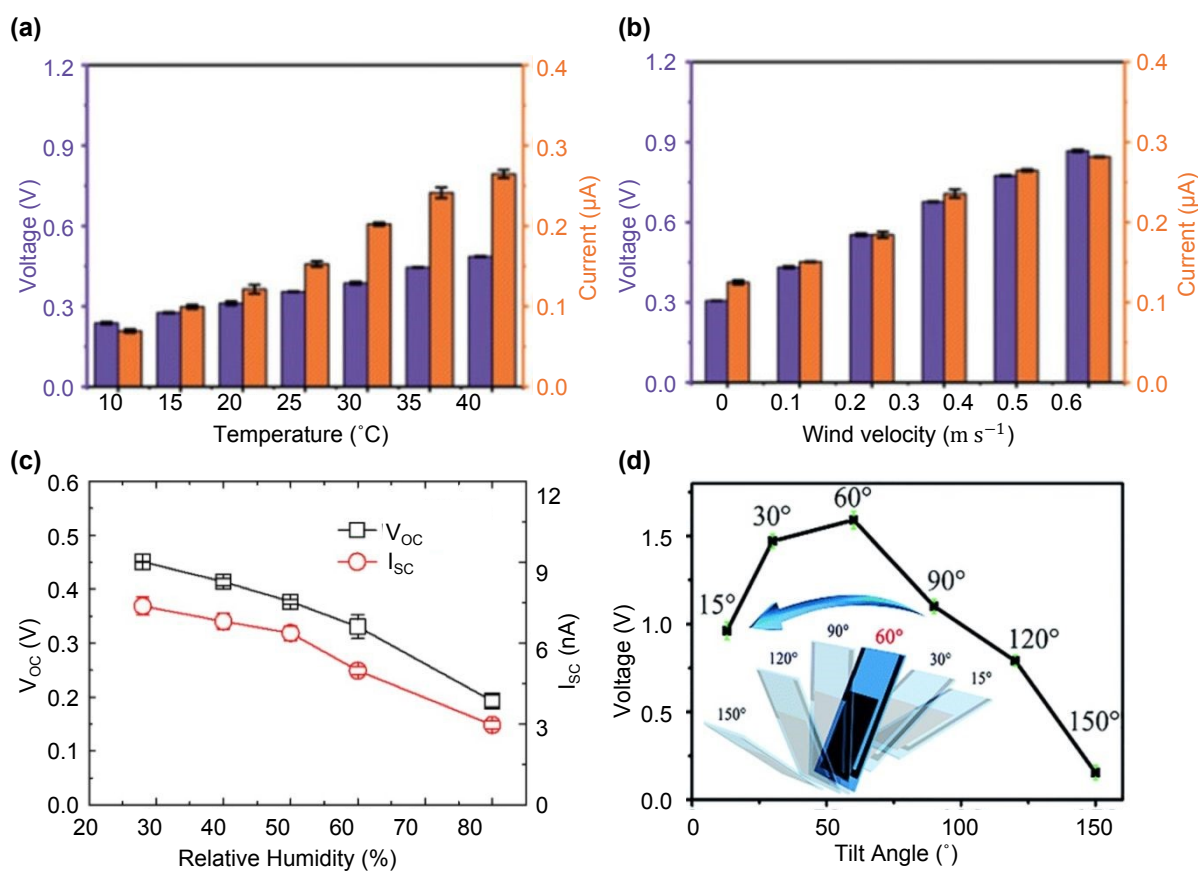 (a)
1.2
0.9
0.6
0.3
0.0
Voltage (V)
0.4
0.3
0.2
0.1
0.0
Current (μA)
10 15 20 25 30 35 40
Temperature (˚C)
(b)
1.2
0.9
0.6
0.3
0.0
Voltage (V)
0.4
0.3
0.2
0.1
0.0
Current (μA)
0 0.1 0.2 0.3 0.4 0.5 0.6
Wind velocity (m s⁻¹)
(c)
0.6
0.5
0.4
0.3
0.2
0.1
0.0
V_OC (V)
V_OC
I_SC
12
9
6
3
0
I_SC (nA)
20 30 40 50 60 70 80
Relative Humidity (%)
(d)
1.5
1.0
0.5
0.0
Voltage (V)
15°
30°
60°
90°
120°
150°
150°
120°
90°
60°
30°
15°
0 50 100 150
Tilt Angle (˚)